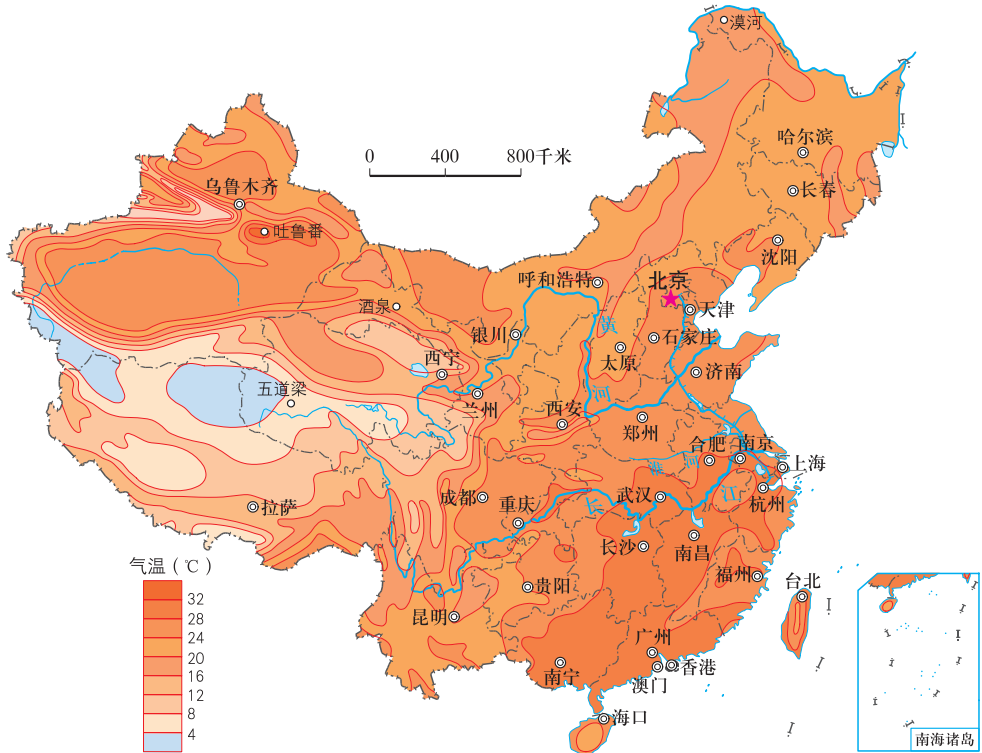 漠河
哈尔滨
0 400 800千米
乌鲁木齐
长春
吐鲁番
沈阳
呼和浩特
北京
酒泉
天津
黄
银川
石家庄
太原
西宁
济南
五道梁
河
兰州
西安
郑州
合肥
南京
淮 河
上海
成都
重庆
武汉
江
杭州
长
拉萨
长沙
南昌
气温(℃)
福州
台北
贵阳
32
28
昆明
24
广州
20
香港
南宁
澳门
16
12
8
海口
4
南海诸岛